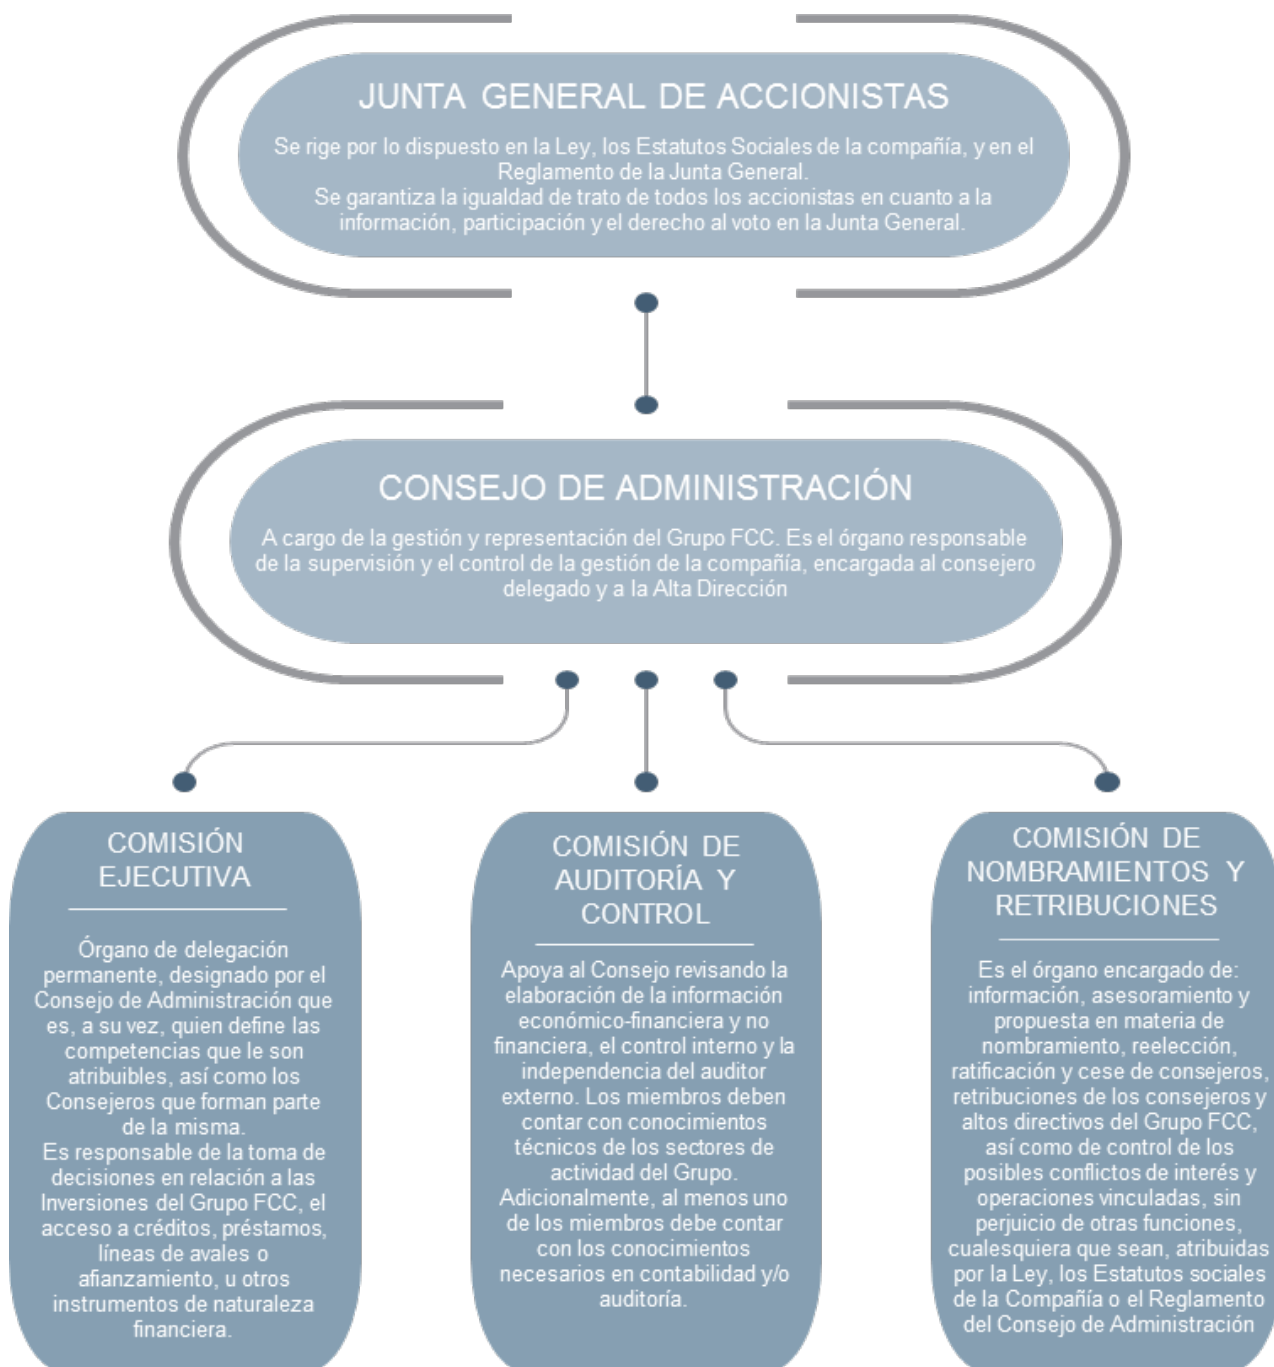 JUNTA GENERAL DE ACCIONISTAS
Se rige por lo dispuesto en la Ley, los Estatutos Sociales de la compañía, y en el
Reglamento de la Junta General.
Se garantiza la igualdad de trato de todos los accionistas en cuanto a la
información, participación y el derecho al voto en la Junta General.
CONSEJO DE ADMINISTRACIÓN
A cargo de la gestión y representación del Grupo FCC. Es el órgano responsable
de la supervisión y el control de la gestión de la compañía, encargada al consejero
delegado y a la Alta Dirección
COMISIÓN
EJECUTIVA
Órgano de delegación
permanente, designado por el
Consejo de Administración que
es, a su vez, quien define las
competencias que le son
atribuibles, así como los
Consejeros que forman parte
de la misma.
Es responsable de la toma de
decisiones en relación a las
Inversiones del Grupo FCC, el
acceso a créditos, préstamos,
líneas de avales o
afianzamiento, u otros
instrumentos de naturaleza
financiera.
COMISIÓN DE
AUDITORÍA Y
CONTROL
Apoya al Consejo revisando la
elaboración de la información
económico-financiera y no
financiera, el control interno y la
independencia del auditor
externo. Los miembros deben
contar con conocimientos
técnicos de los sectores de
actividad del Grupo.
Adicionalmente, al menos uno
de los miembros debe contar
con los conocimientos
necesarios en contabilidad y/o
auditoría.
COMISIÓN DE
NOMBRAMIENTOS Y
RETRIBUCIONES
Es el órgano encargado de:
información, asesoramiento y
propuesta en materia de
nombramiento, reelección,
ratificación y cese de consejeros,
retribuciones de los consejeros y
altos directivos del Grupo FCC,
así como de control de los
posibles conflictos de interés y
operaciones vinculadas, sin
perjuicio de otras funciones,
cualesquiera que sean, atribuidas
por la Ley, los Estatutos sociales
de la Compañía o el Reglamento
del Consejo de Administración